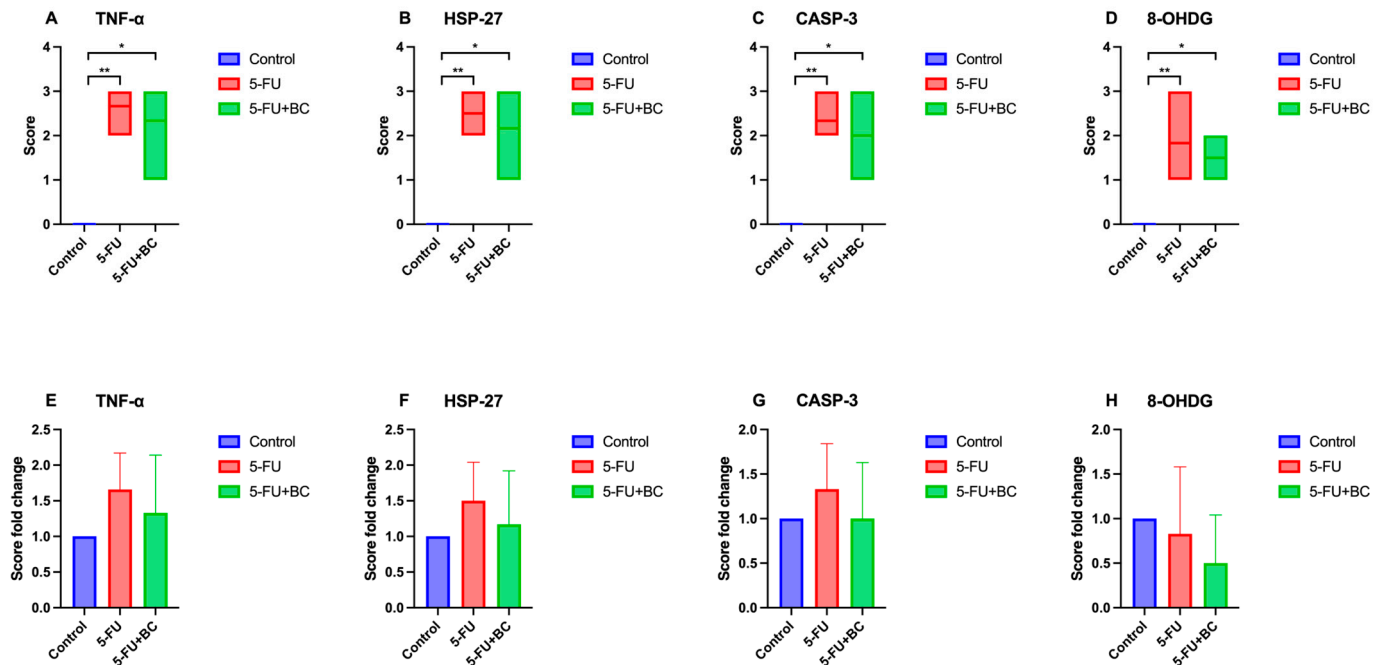 A TNF-α
4
3
2
1
0
Score
*
**
Control
5-FU
5-FU+BC
Control
5-FU
5-FU+BC
B HSP-27
4
3
2
1
0
Score
*
**
Control
5-FU
5-FU+BC
Control
5-FU
5-FU+BC
C CASP-3
4
3
2
1
0
Score
*
**
Control
5-FU
5-FU+BC
Control
5-FU
5-FU+BC
D 8-OHDG
4
3
2
1
0
Score
*
**
Control
5-FU
5-FU+BC
Control
5-FU
5-FU+BC
E TNF-α
2.5
2.0
1.5
1.0
0.5
0.0
Score fold change
Control
5-FU
5-FU+BC
Control
5-FU
5-FU+BC
F HSP-27
2.5
2.0
1.5
1.0
0.5
0.0
Score fold change
Control
5-FU
5-FU+BC
Control
5-FU
5-FU+BC
G CASP-3
2.0
1.5
1.0
0.5
0.0
Score fold change
Control
5-FU
5-FU+BC
Control
5-FU
5-FU+BC
H 8-OHDG
2.0
1.5
1.0
0.5
0.0
Score fold change
Control
5-FU
5-FU+BC
Control
5-FU
5-FU+BC